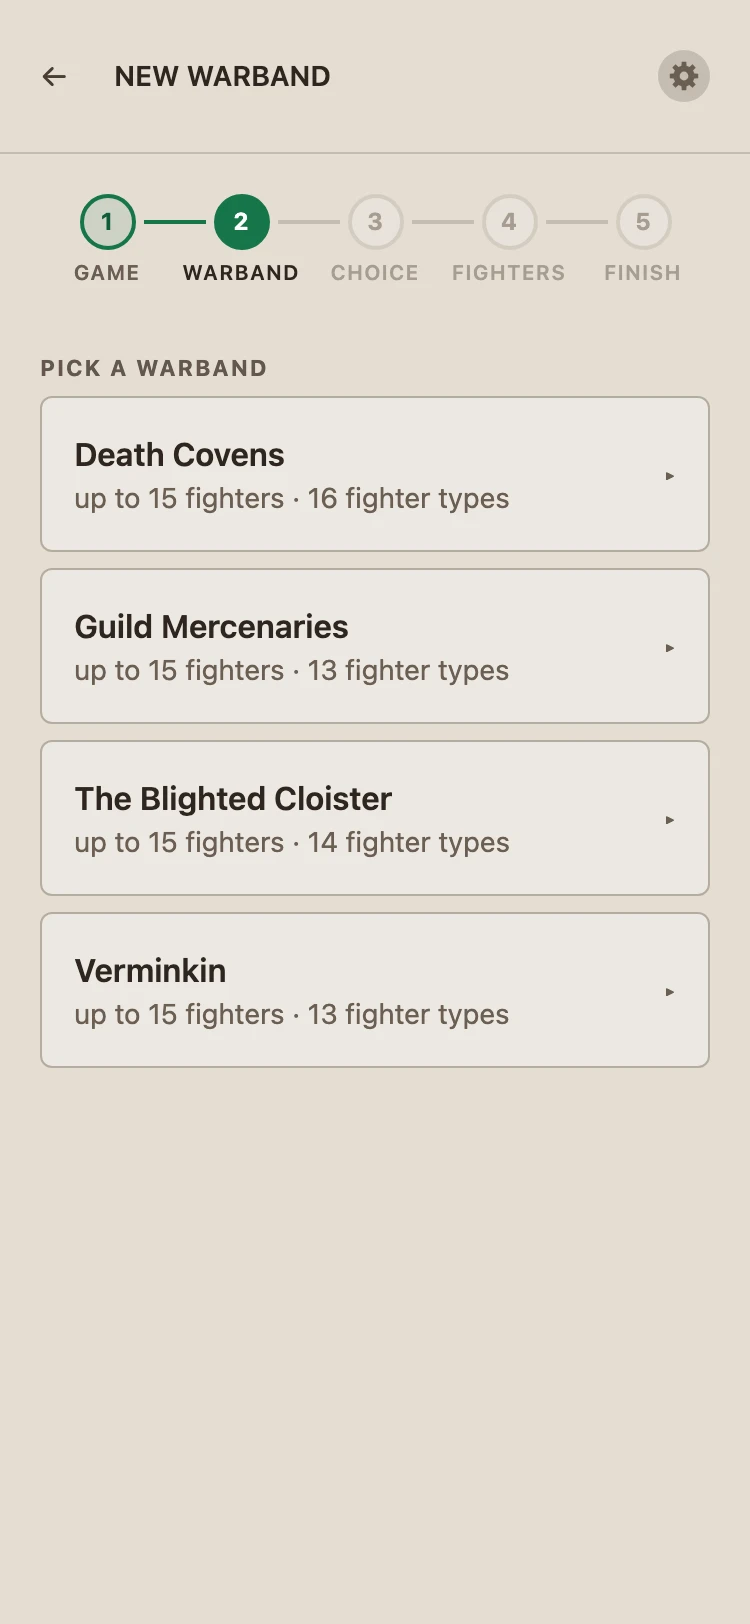 NEW WARBAND
1 2 3 4 5
GAME WARBAND CHOICE FIGHTERS FINISH
PICK A WARBAND
Death Covens
up to 15 fighters · 16 fighter types
Guild Mercenaries
up to 15 fighters · 13 fighter types
The Blighted Cloister
up to 15 fighters · 14 fighter types
Verminkin
up to 15 fighters · 13 fighter types